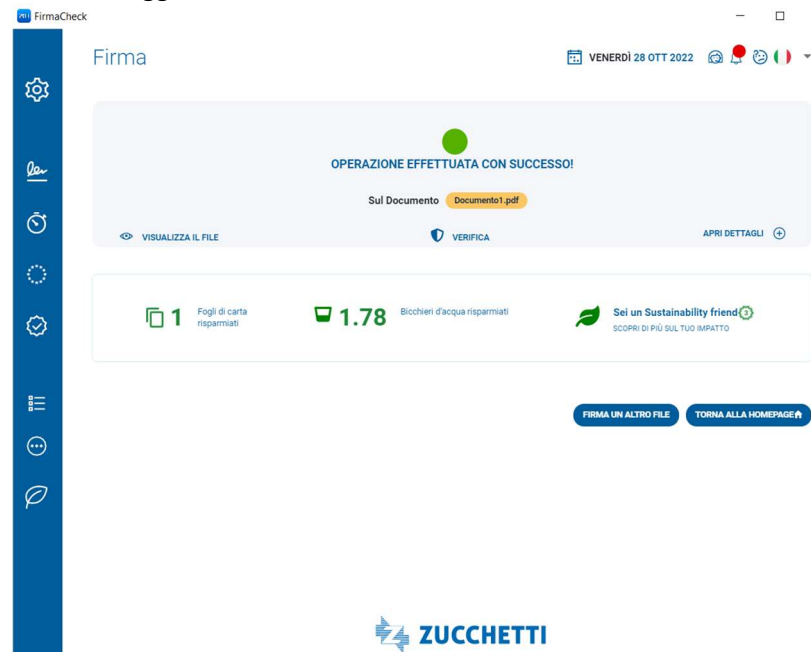 FirmaCheck
Firma
VENERDÌ 28 OTT 2022
OPERAZIONE EFFETTUATA CON SUCCESSO!
Sul Documento Documento1.pdf
VISUALIZZA IL FILE
VERIFICA
APRI DETTAGLI
1 Fogli di carta
risparmiati
1.78 Bicchieri d'acqua risparmiati
Sei un Sustainability friend 3
SCOPRI DI PIÙ SUL TUO IMPATTO
FIRMA UN ALTRO FILE
TORNA ALLA HOMEPAGE
ZUCCHETTI